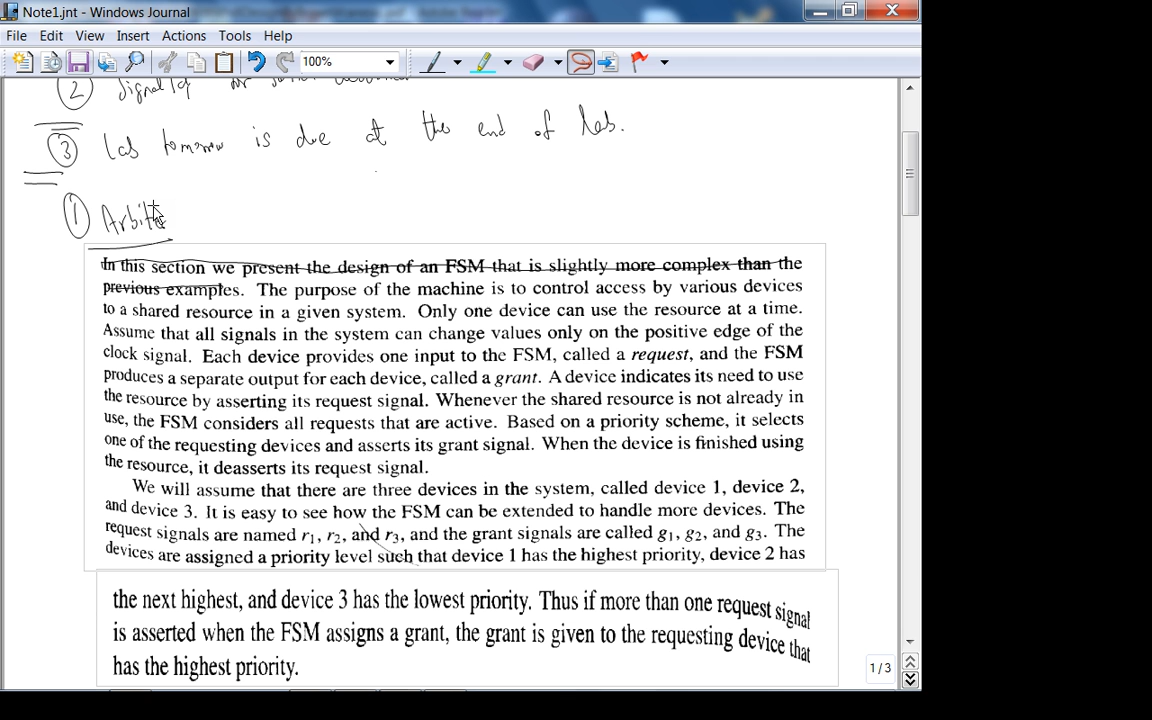 Note1.jnt - Windows Journal
File Edit View Insert Actions Tools Help
100%
2
3 Lab tomorrow is due at the end of lab.
1 Arbiter
In this section we present the design of an FSM that is slightly more complex than the
previous examples. The purpose of the machine is to control access by various devices
to a shared resource in a given system. Only one device can use the resource at a time.
Assume that all signals in the system can change values only on the positive edge of the
clock signal. Each device provides one input to the FSM, called a request, and the FSM
produces a separate output for each device, called a grant. A device indicates its need to use
the resource by asserting its request signal. Whenever the shared resource is not already in
use, the FSM considers all requests that are active. Based on a priority scheme, it selects
one of the requesting devices and asserts its grant signal. When the device is finished using
the resource, it deasserts its request signal.
We will assume that there are three devices in the system, called device 1, device 2,
and device 3. It is easy to see how the FSM can be extended to handle more devices. The
request signals are named r1, r2, and r3, and the grant signals are called g1, g2, and g3. The
devices are assigned a priority level such that device 1 has the highest priority, device 2 has
the next highest, and device 3 has the lowest priority. Thus if more than one request signal
is asserted when the FSM assigns a grant, the grant is given to the requesting device that
has the highest priority.
1/3